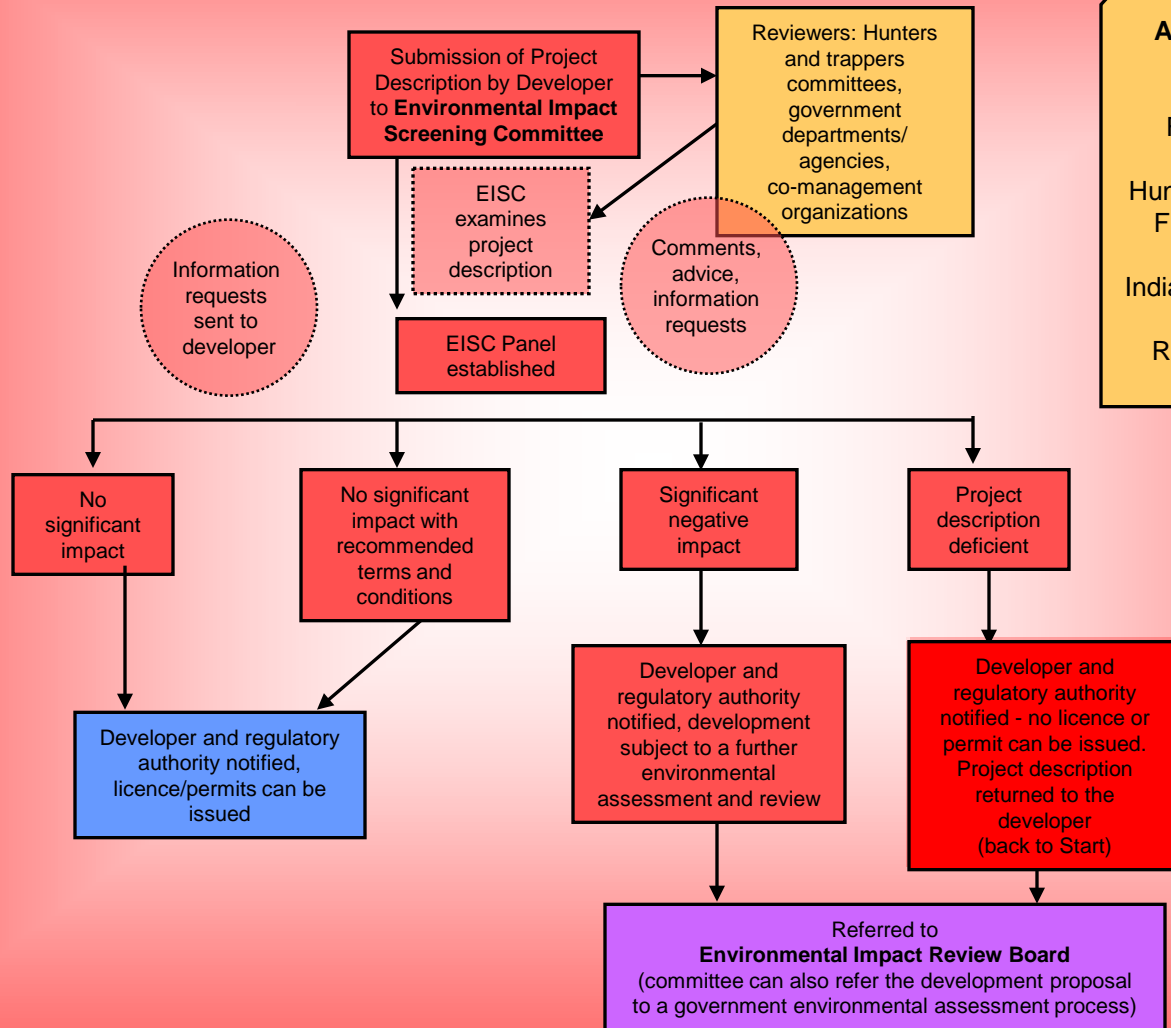 Submission of Project
Description by Developer
to Environmental Impact
Screening Committee
Reviewers: Hunters
and trappers
committees,
government
departments/
agencies,
co-management
organizations
EISC
examines
project
description
Comments,
advice,
information
requests
Information
requests
sent to
developer
EISC Panel
established
No
significant
impact
No significant
impact with
recommended
terms and
conditions
Significant
negative
impact
Project
description
deficient
Developer and regulatory
authority notified,
licence/permits can be
issued
Developer and
regulatory authority
notified, development
subject to a further
environmental
assessment and review
Developer and
regulatory authority
notified - no licence or
permit can be issued.
Project description
returned to the
developer
(back to Start)
Referred to
Environmental Impact Review Board
(committee can also refer the development proposal
to a government environmental assessment process)